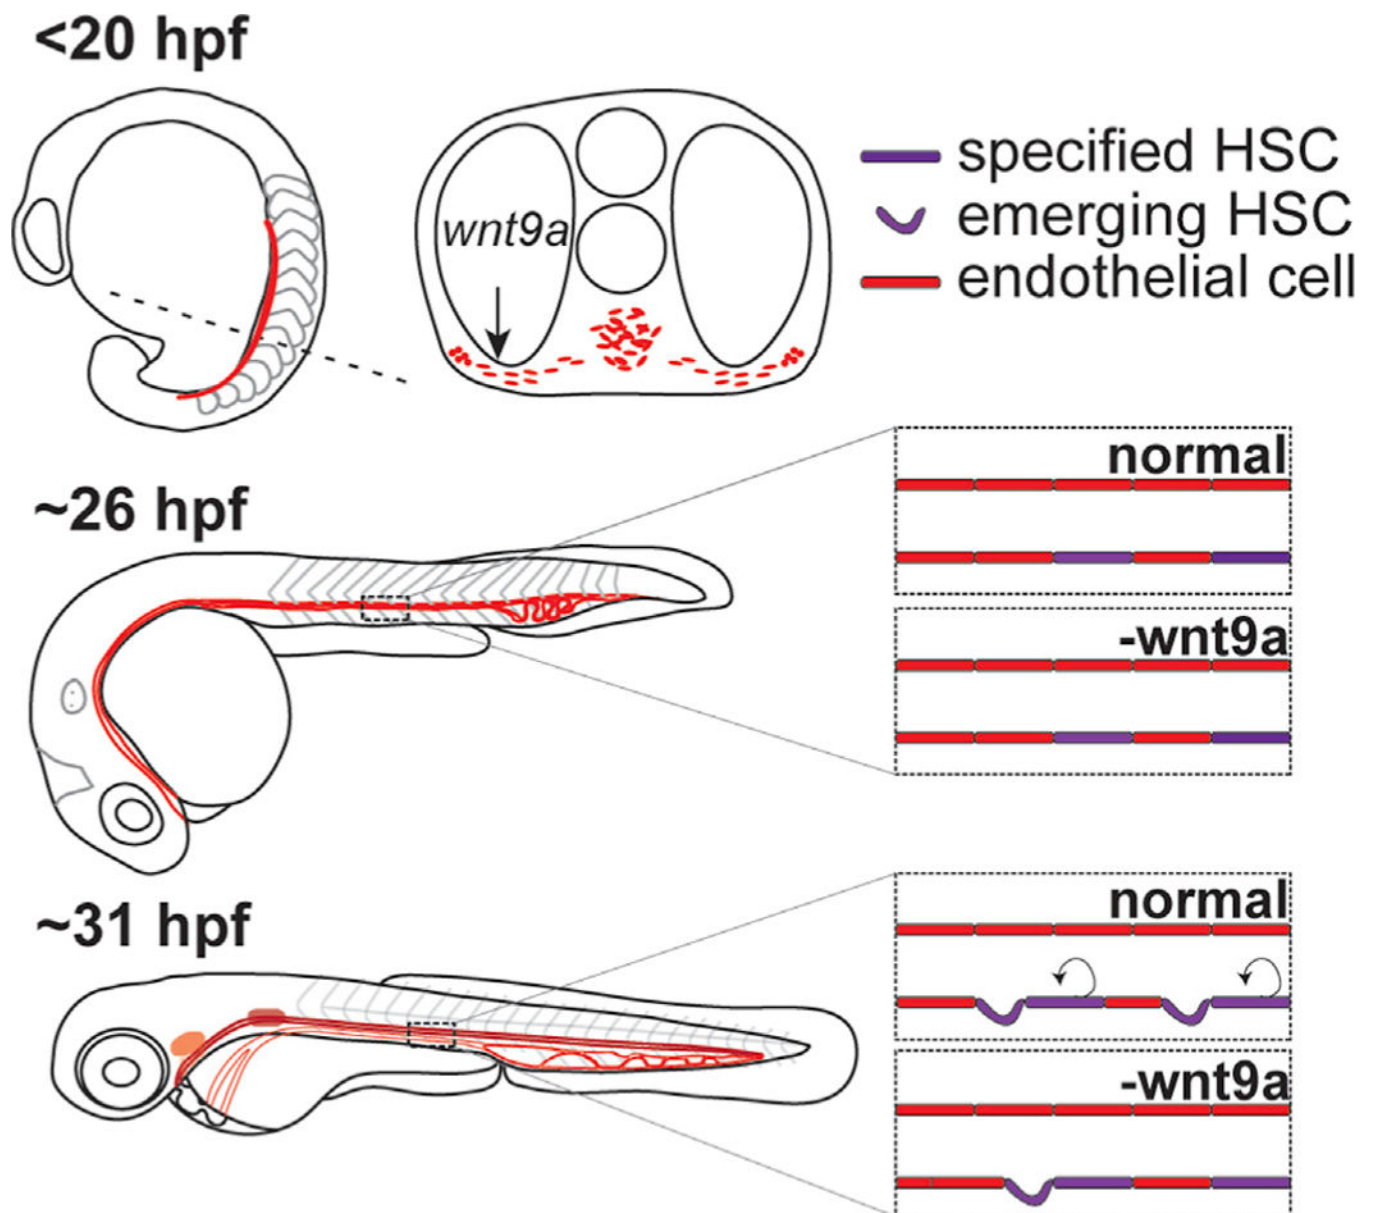 <20 hpf
wnt9a
specified HSC
emerging HSC
endothelial cell
~26 hpf
normal
-wnt9a
~31 hpf
normal
-wnt9a